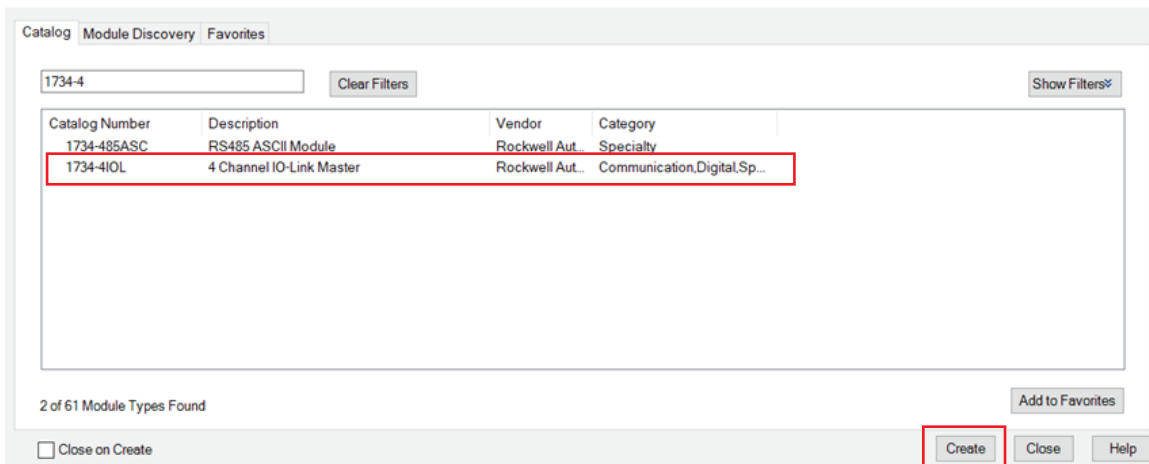 Catalog Module Discovery Favorites
1734-4 Clear Filters Show Filters
Catalog Number Description Vendor Category
1734-485ASC RS485 ASCII Module Rockwell Aut... Specialty
1734-4IOL 4 Channel IO-Link Master Rockwell Aut... Communication,Digital,Sp...
2 of 61 Module Types Found Add to Favorites
Close on Create Create Close Help